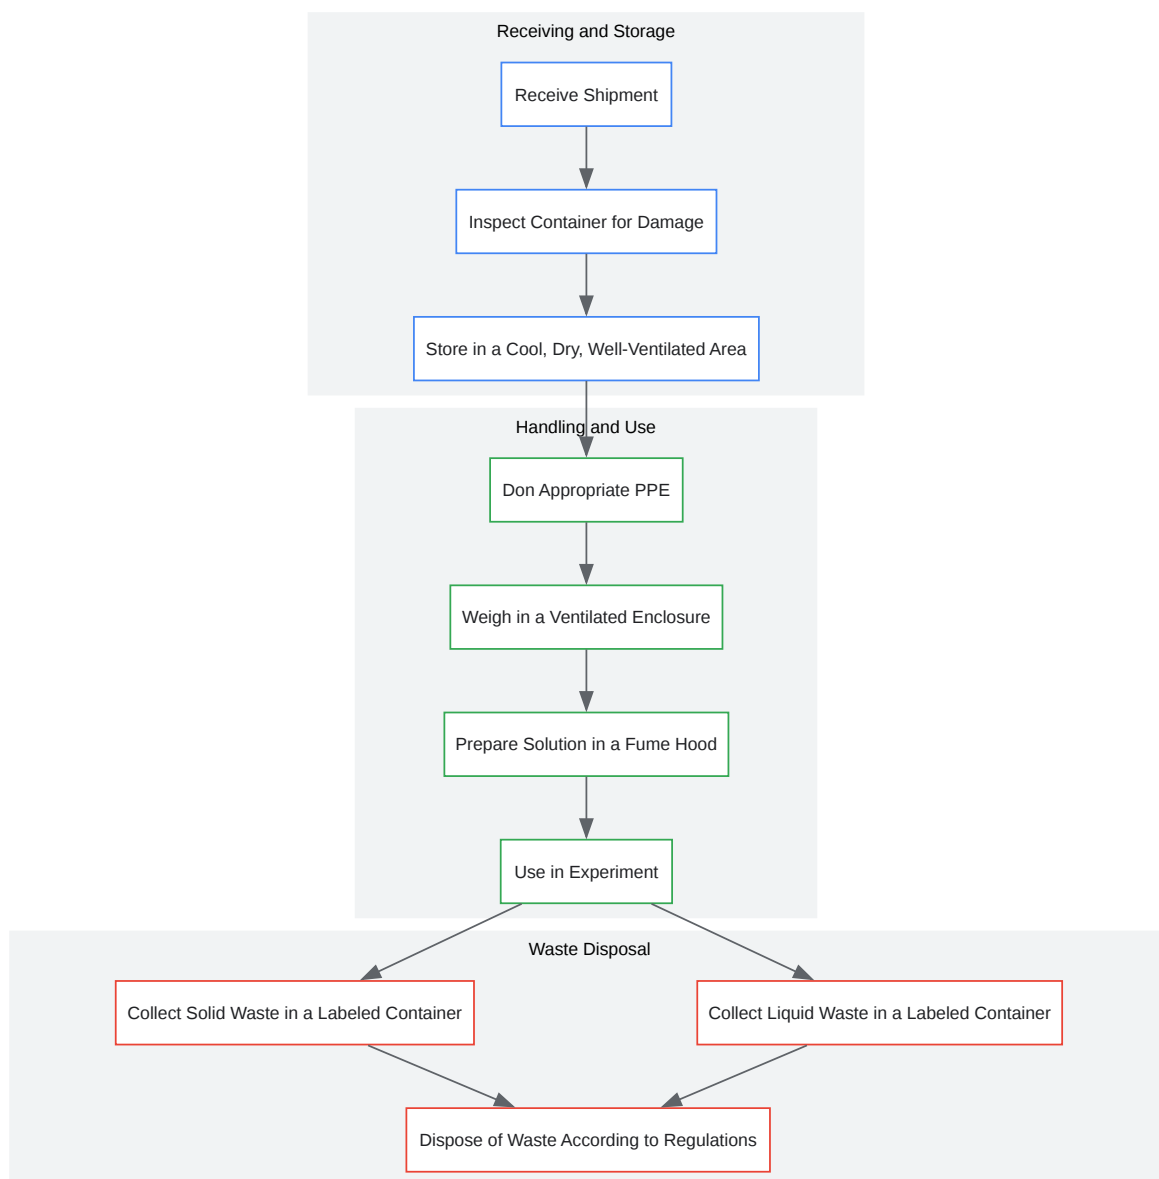 Receiving and Storage
Receive Shipment
Inspect Container for Damage
Store in a Cool, Dry, Well-Ventilated Area
Handling and Use
Don Appropriate PPE
Weigh in a Ventilated Enclosure
Prepare Solution in a Fume Hood
Use in Experiment
Waste Disposal
Collect Solid Waste in a Labeled Container
Collect Liquid Waste in a Labeled Container
Dispose of Waste According to Regulations